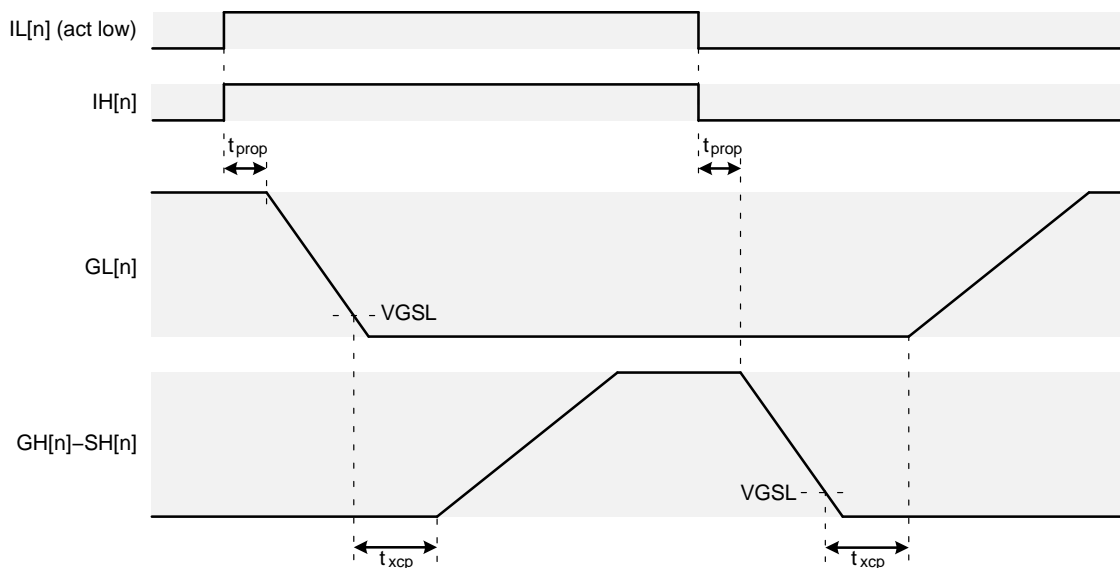 IL[n] (act low)
IH[n]
tprop
tprop
GL[n]
VGSL
GH[n]–SH[n]
VGSL
txcp
txcp